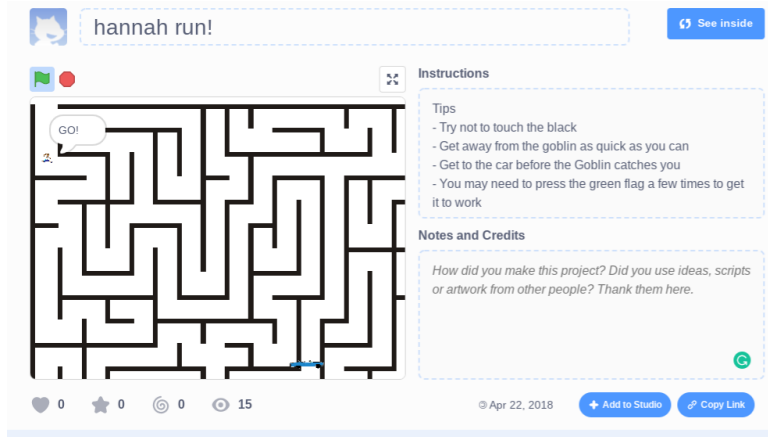 hannah run!
See inside
Instructions
GO!
Tips
- Try not to touch the black
- Get away from the goblin as quick as you can
- Get to the car before the Goblin catches you
- You may need to press the green flag a few times to get
it to work
Notes and Credits
How did you make this project? Did you use ideas, scripts
or artwork from other people? Thank them here.
0 0 0 15
© Apr 22, 2018
Add to Studio
Copy Link